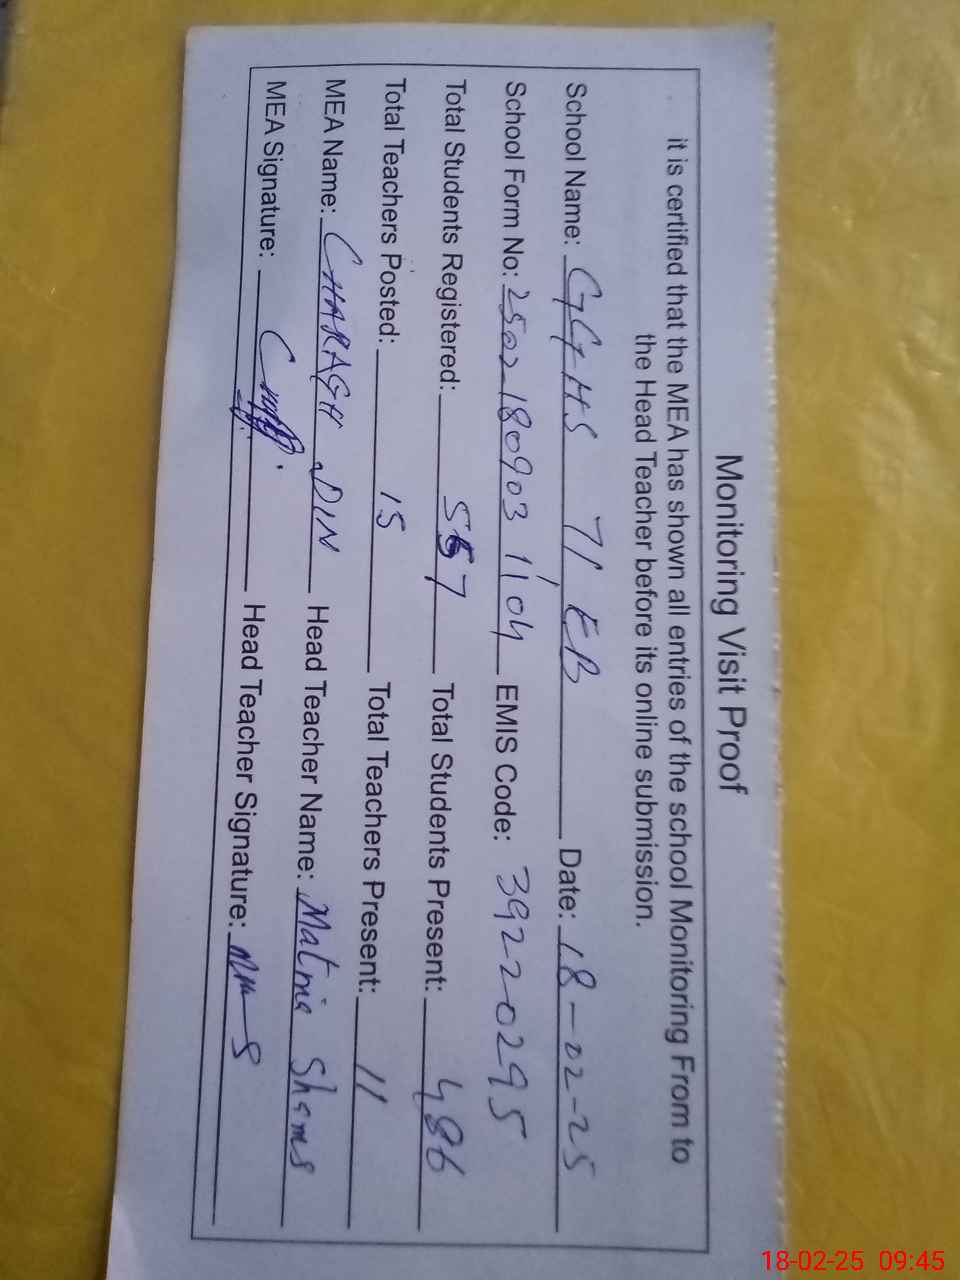 Monitoring Visit Proof
it is certified that the MEA has shown all entries of the school Monitoring From to
the Head Teacher before its online submission.
School Name: GGHS 71 EB Date: 18-02-25
School Form No: 2502-180903 1104 EMIS Code: 39220295
Total Students Registered: 557 Total Students Present: 486
Total Teachers Posted: 15 Total Teachers Present: 11
MEA Name: CHARAGH DIN Head Teacher Name: Shams
MEA Signature: Head Teacher Signature:
18-02-25 09:45